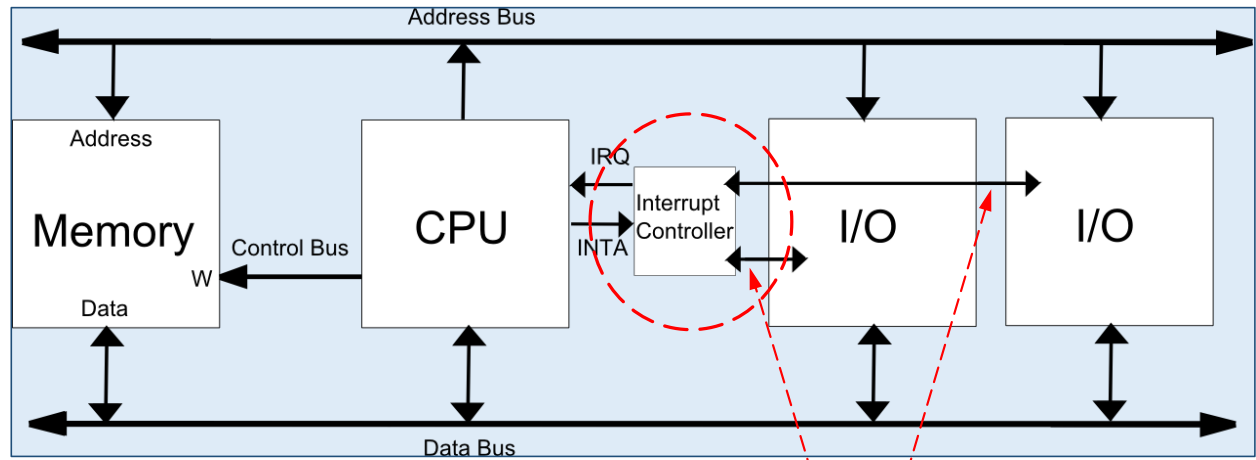 Address Bus
Address
Memory
Control Bus
W
Data
CPU
IRQ
INTA
Interrupt
Controller
I/O
I/O
Data Bus